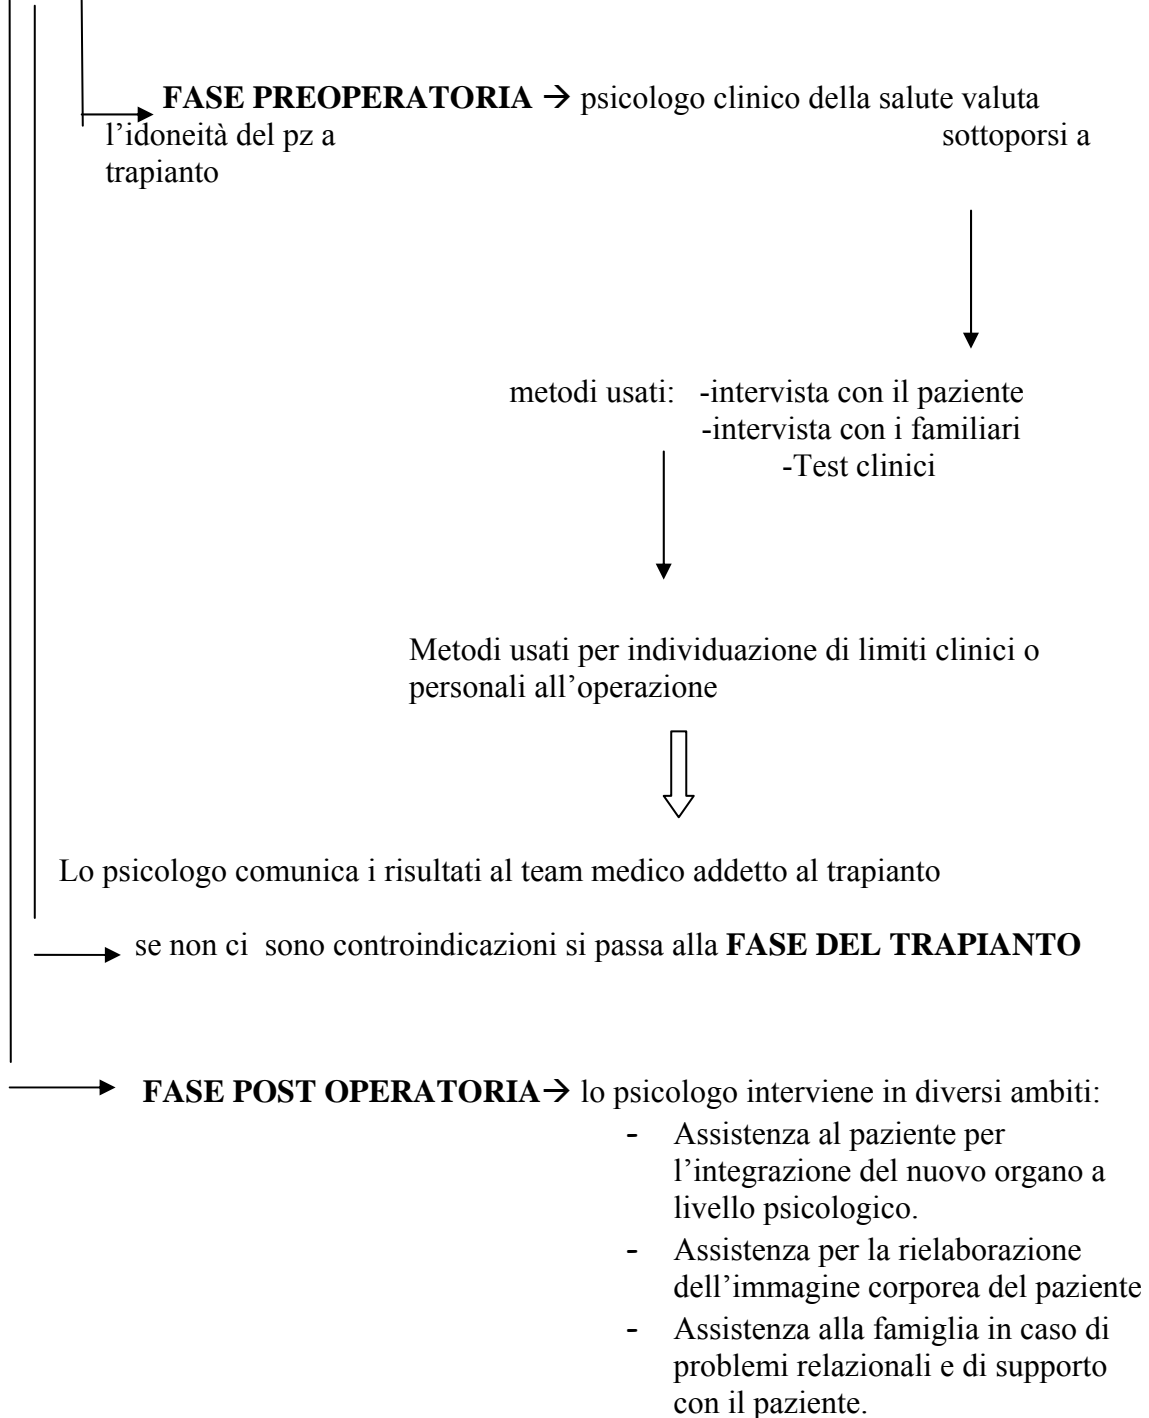 FASE PREOPERATORIA → psicologo clinico della salute valuta
l’idoneità del pz a sottoporsi a
trapianto
metodi usati: -intervista con il paziente
-intervista con i familiari
-Test clinici
Metodi usati per individuazione di limiti clinici o
personali all’operazione
Lo psicologo comunica i risultati al team medico addetto al trapianto
se non ci sono controindicazioni si passa alla FASE DEL TRAPIANTO
FASE POST OPERATORIA→ lo psicologo interviene in diversi ambiti:
- Assistenza al paziente per
l’integrazione del nuovo organo a
livello psicologico.
- Assistenza per la rielaborazione
dell’immagine corporea del paziente
- Assistenza alla famiglia in caso di
problemi relazionali e di supporto
con il paziente.